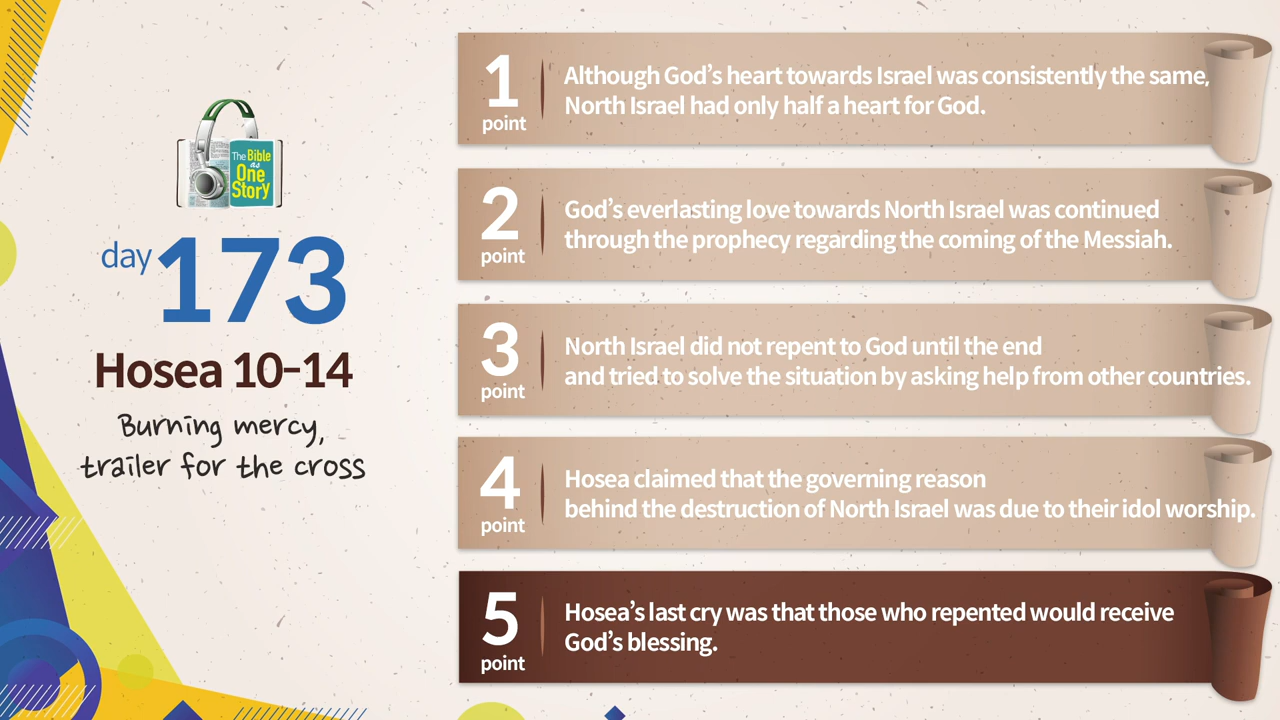 The Bible
as
One
Story
day 173
Hosea 10-14
Burning mercy,
trailer for the cross
1
point
Although God's heart towards Israel was consistently the same,
North Israel had only half a heart for God.
2
point
God's everlasting love towards North Israel was continued
through the prophecy regarding the coming of the Messiah.
3
point
North Israel did not repent to God until the end
and tried to solve the situation by asking help from other countries.
4
point
Hosea claimed that the governing reason
behind the destruction of North Israel was due to their idol worship.
5
point
Hosea's last cry was that those who repented would receive
God's blessing.